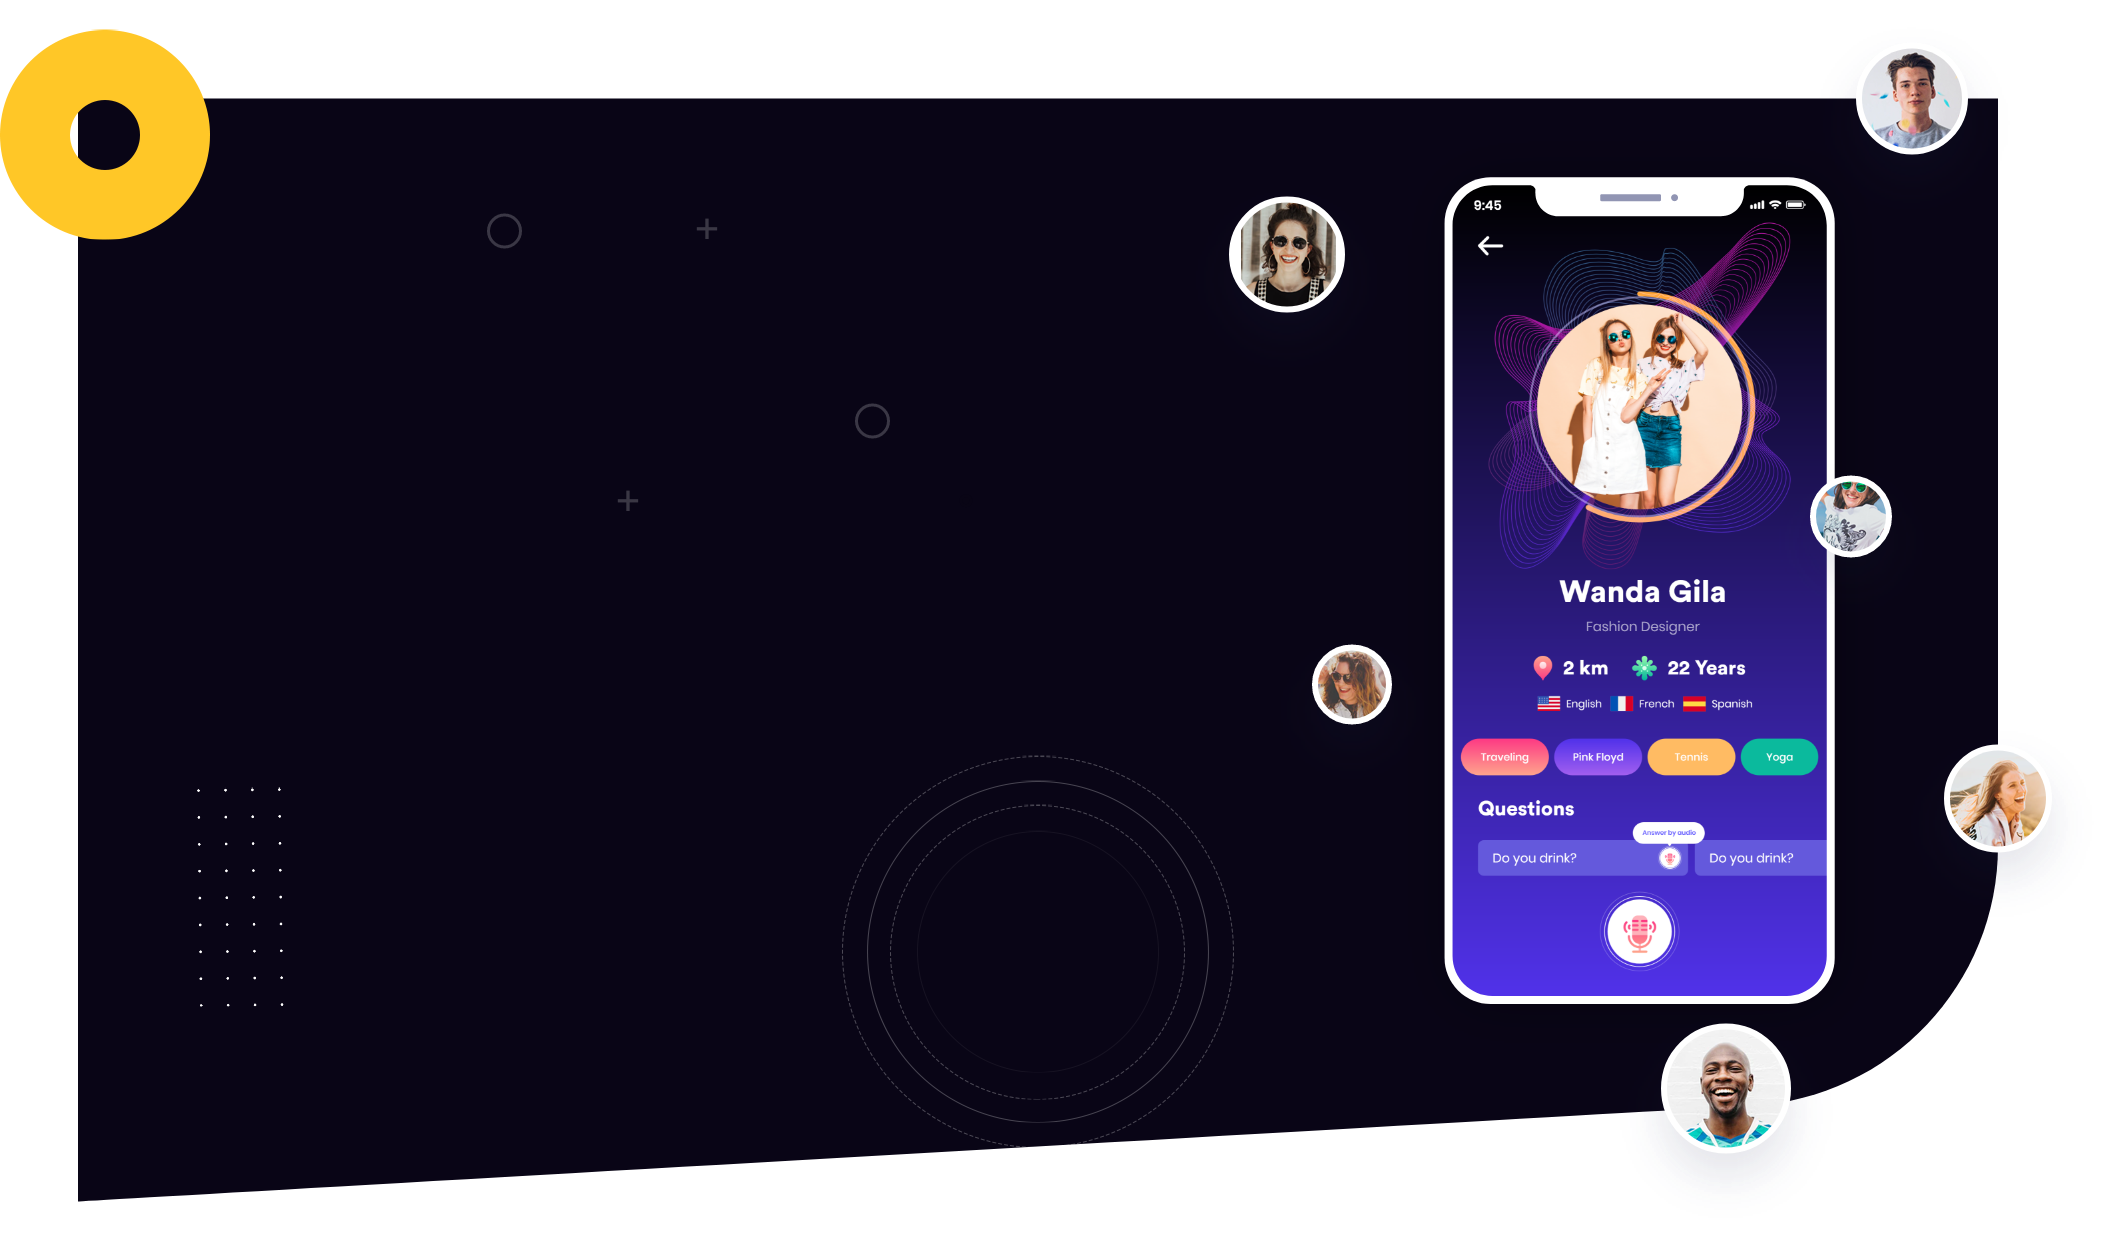 9:45
Wanda Gila
Fashion Designer
2 km 22 Years
English French Spanish
Traveling Pink Floyd Tennis Yoga
Questions
Answer by audio
Do you drink? Do you drink?